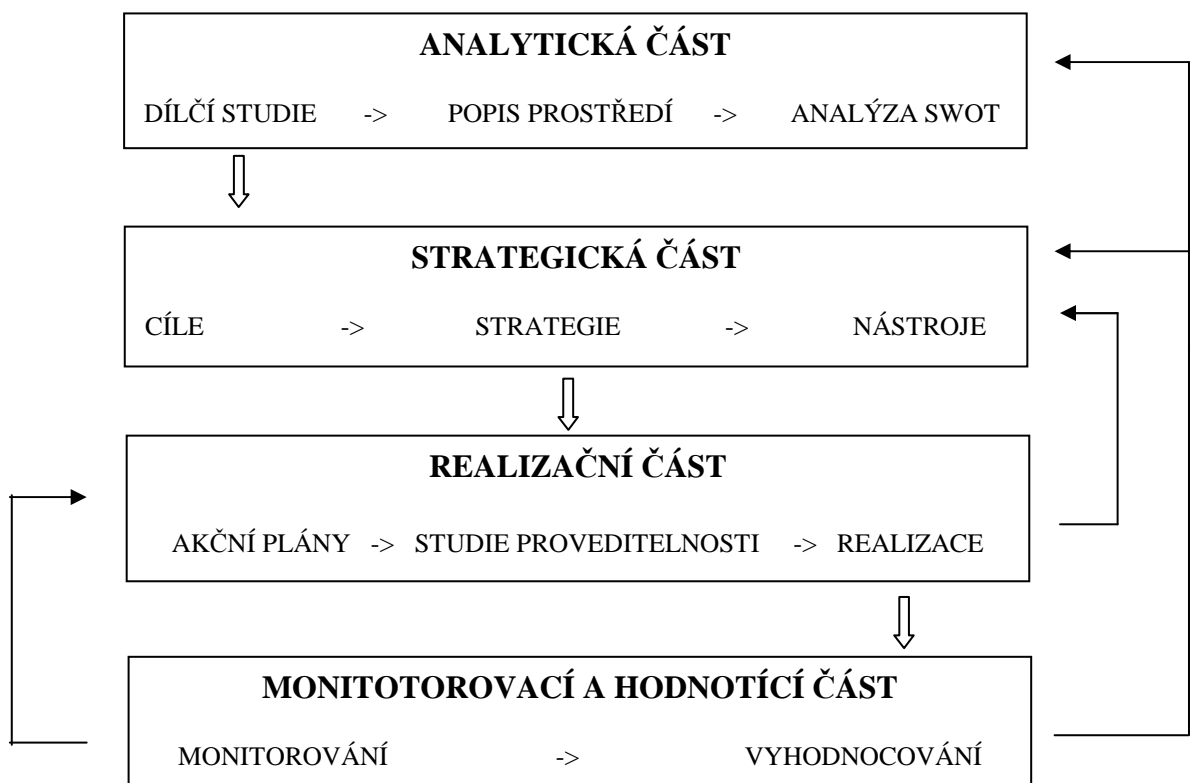 ANALYTICKÁ ČÁST
DÍLČÍ STUDIE -> POPIS PROSTŘEDÍ -> ANALÝZA SWOT
STRATEGICKÁ ČÁST
CÍLE -> STRATEGIE -> NÁSTROJE
REALIZAČNÍ ČÁST
AKČNÍ PLÁNY -> STUDIE PROVEDITELNOSTI -> REALIZACE
MONITOTOROVACÍ A HODNOTÍCÍ ČÁST
MONITOROVÁNÍ -> VYHODNOCOVÁNÍ